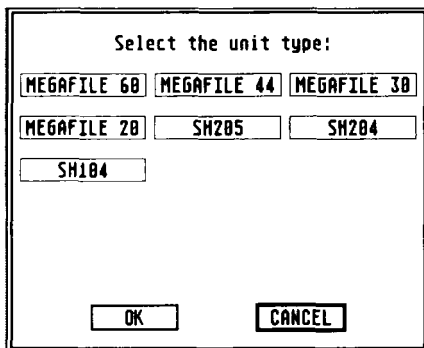 Select the unit type:
MEGAFILE 60 MEGAFILE 44 MEGAFILE 30
MEGAFILE 20 SH205 SH204
SH104
OK CANCEL